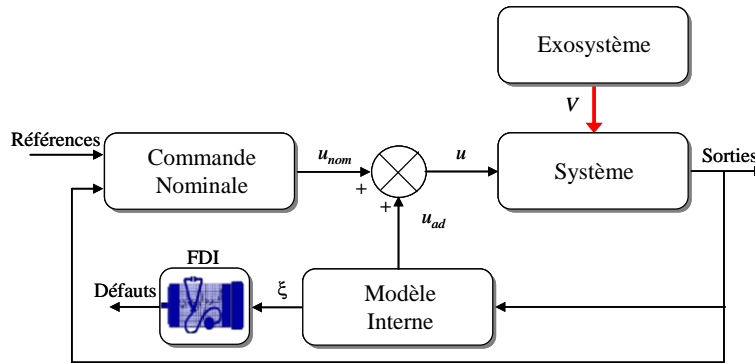 Exosystème
V
Références
Commande
Nominale
u_nom
+
+
u
Système
Sorties
u_ad
FDI
Défauts
ξ
Modèle
Interne